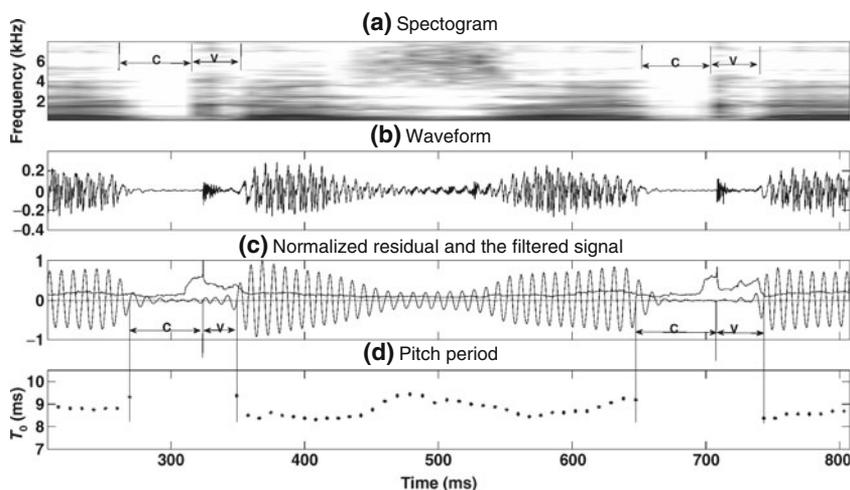 (a) Spectogram
Frequency (kHz)
6
4
2
C V C V
(b) Waveform
0.2
0
−0.2
−0.4
(c) Normalized residual and the filtered signal
1
0
−1
C V C V
(d) Pitch period
T0 (ms)
10
9
8
7
300 400 500 600 700 800
Time (ms)